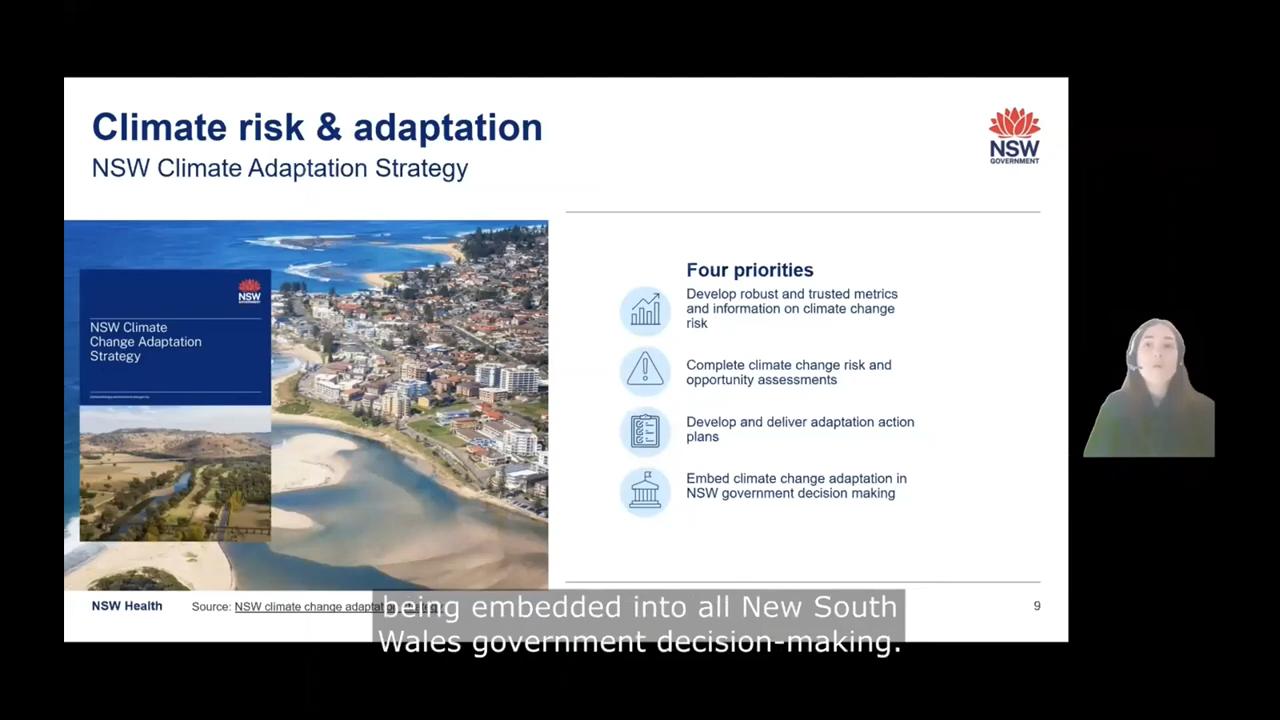 Climate risk & adaptation
NSW Climate Adaptation Strategy
NSW
GOVERNMENT
NSW
GOVERNMENT
NSW Climate
Change Adaptation
Strategy
Four priorities
Develop robust and trusted metrics
and information on climate change
risk
Complete climate change risk and
opportunity assessments
Develop and deliver adaptation action
plans
Embed climate change adaptation in
NSW government decision making
NSW Health
Source: NSW climate change
9
being embedded into all New South
Wales government decision-making.